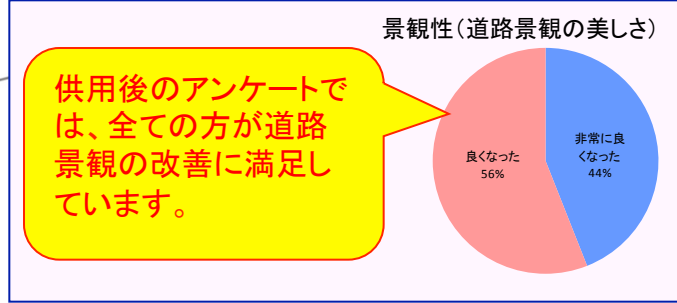 景観性（道路景観の美しさ）
供用後のアンケートで
は、全ての方が道路
景観の改善に満足し
ています。
良くなった
56%
非常に良
くなった
44%